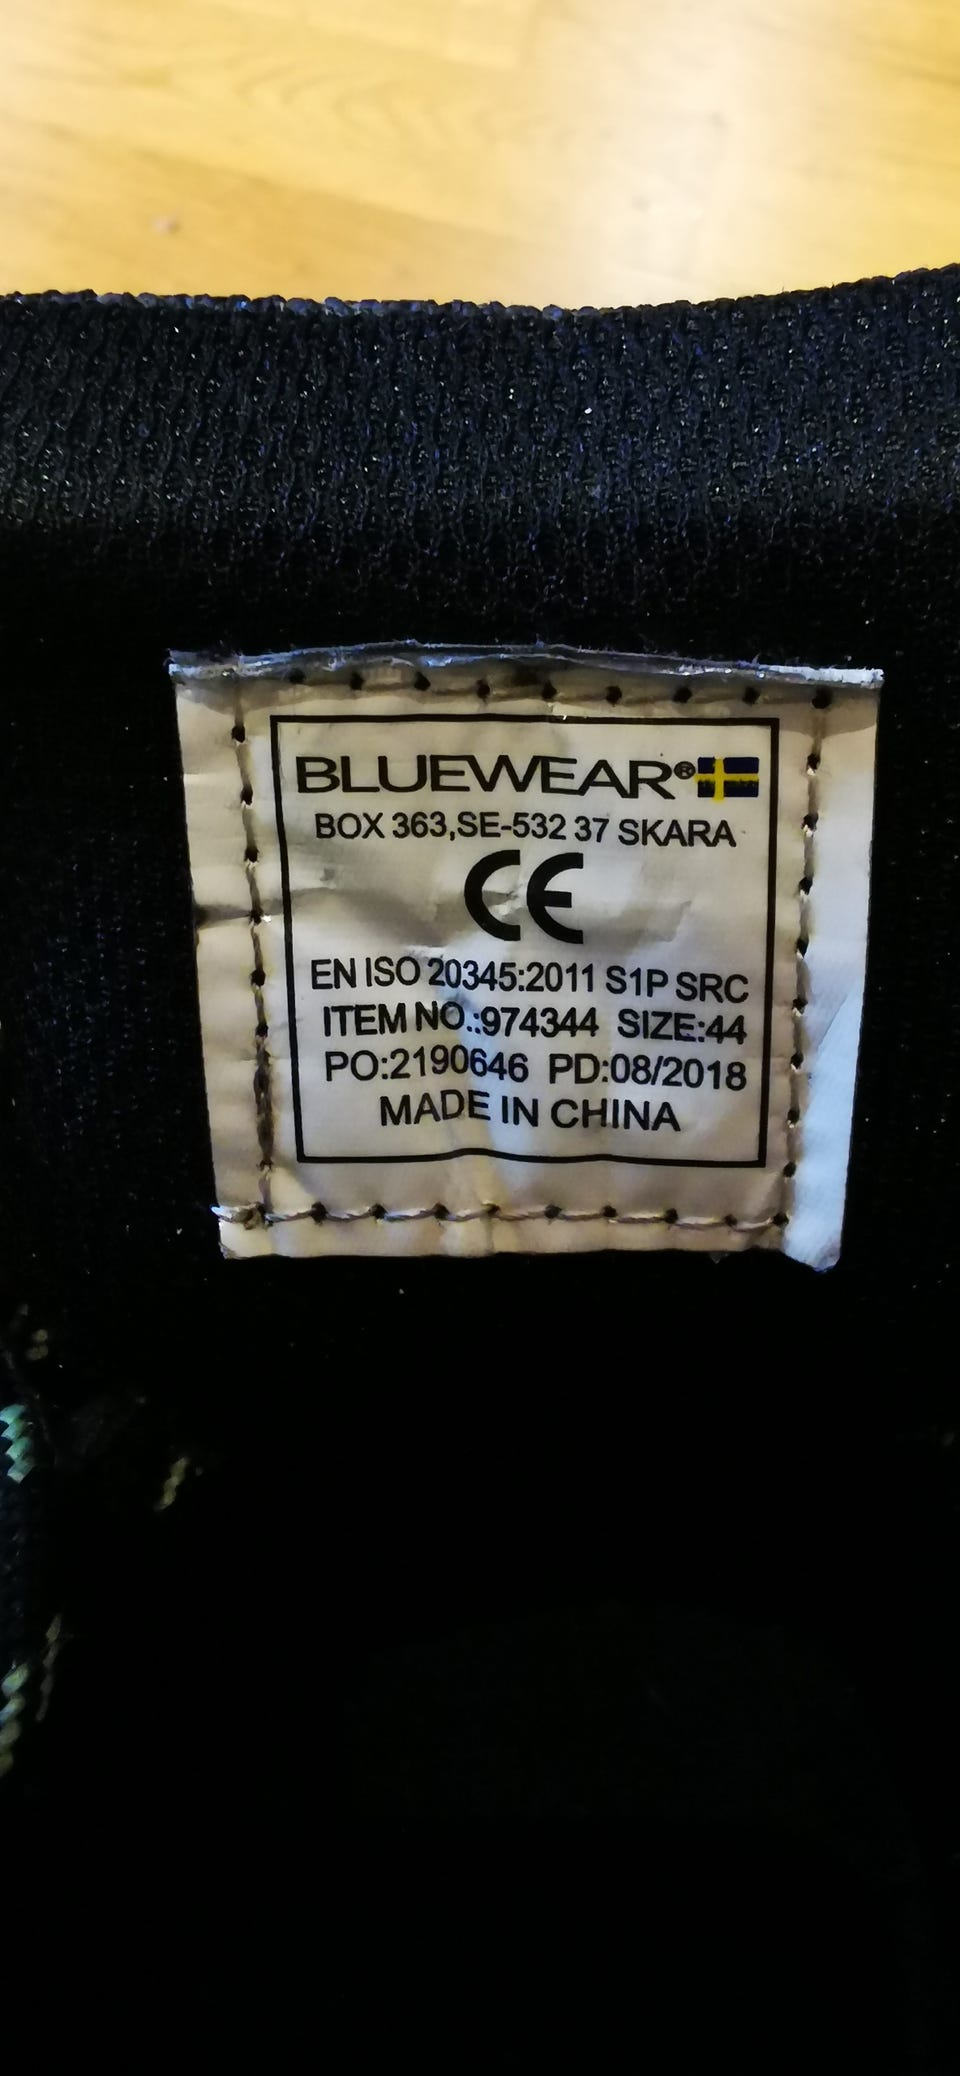 BLUEWEAR®
BOX 363,SE-532 37 SKARA
CE
EN ISO 20345:2011 S1P SRC
ITEM NO.:974344 SIZE:44
PO:2190646 PD:08/2018
MADE IN CHINA